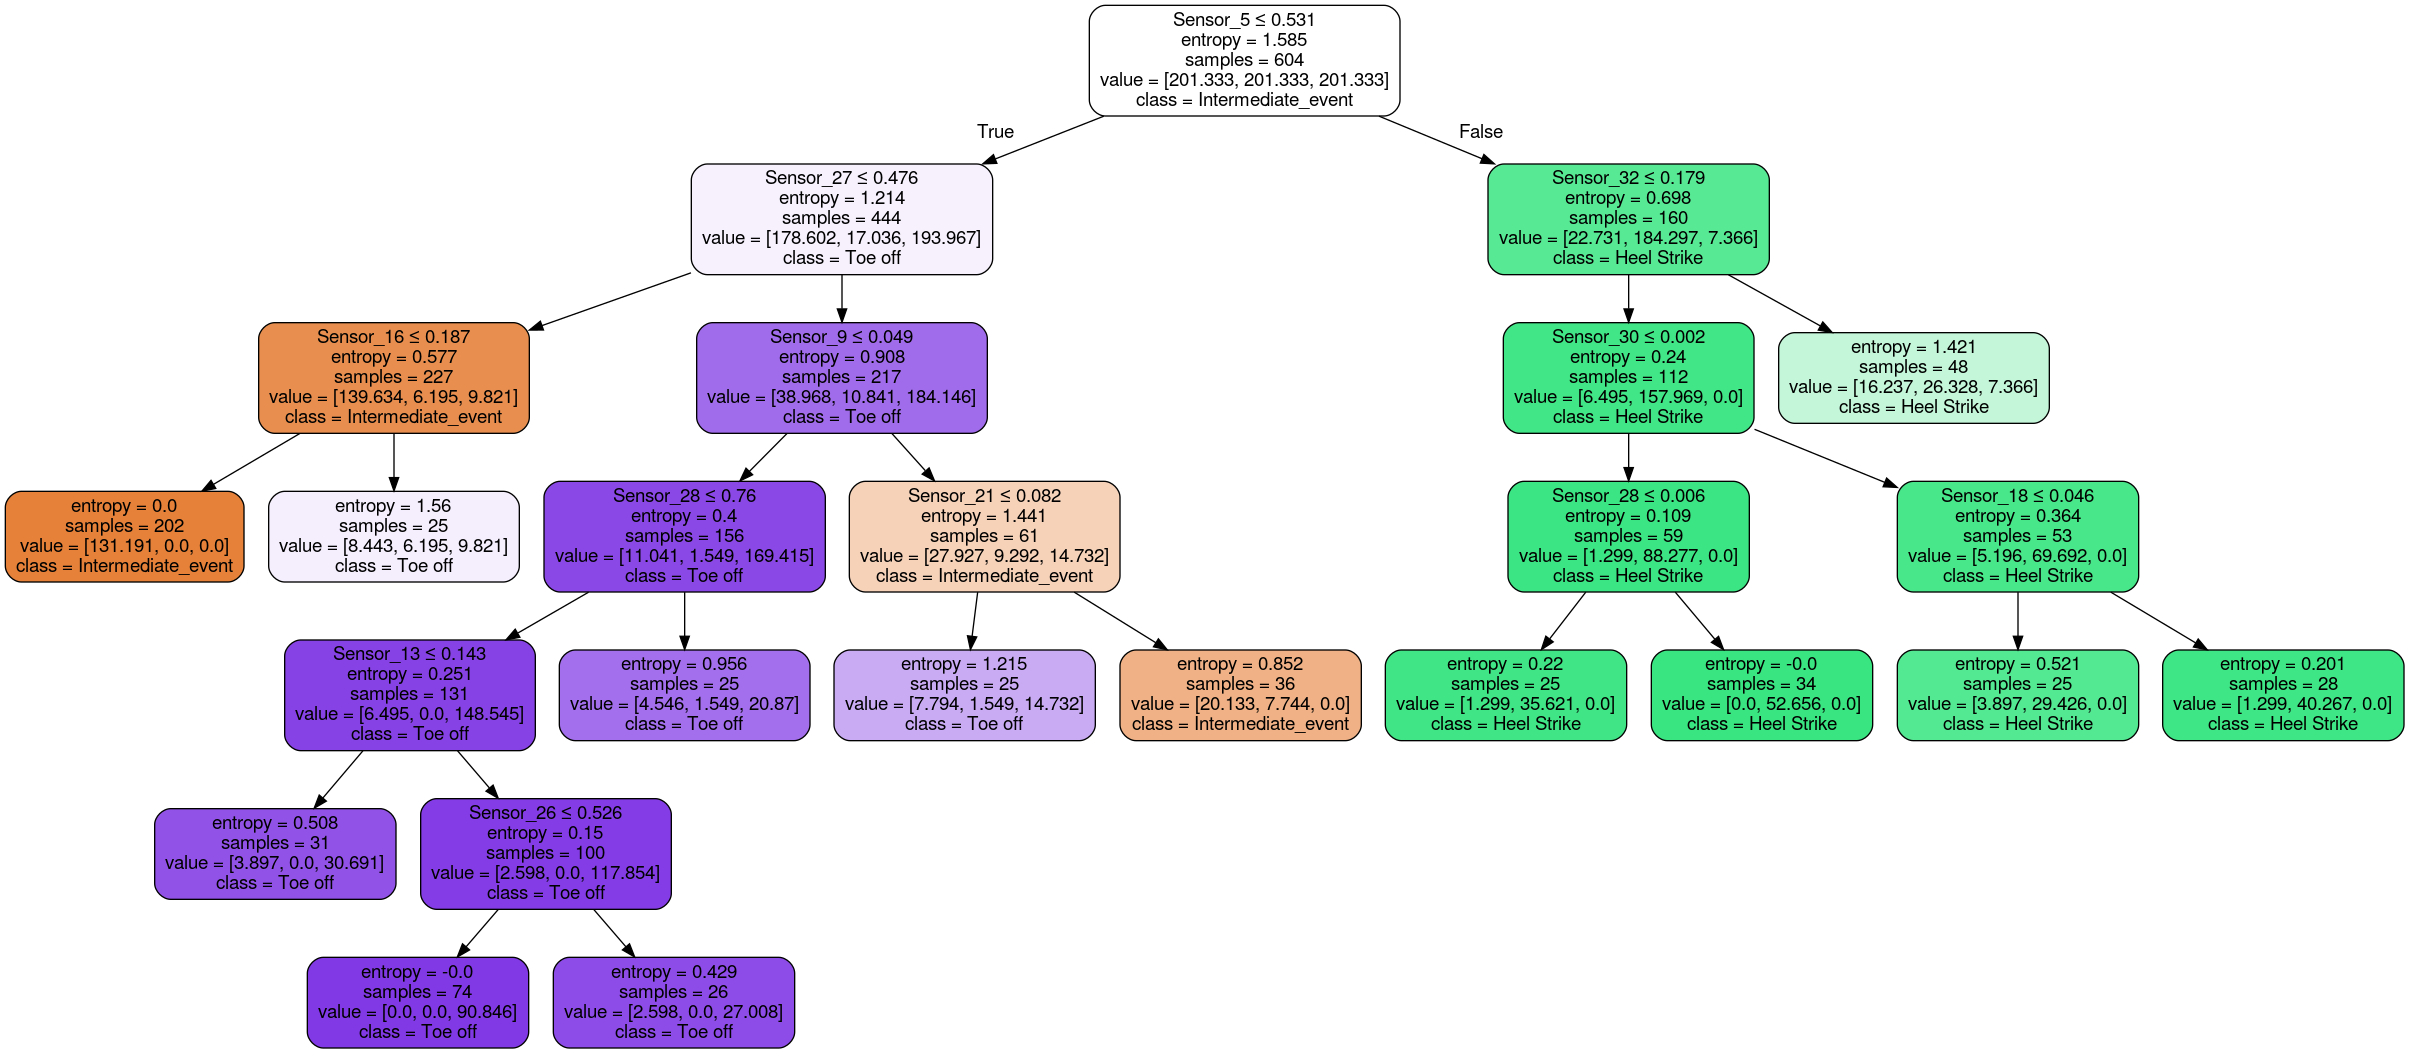 Sensor_5 ≤ 0.531
entropy = 1.585
samples = 604
value = [201.333, 201.333, 201.333]
class = Intermediate_event
True
False
Sensor_27 ≤ 0.476
entropy = 1.214
samples = 444
value = [178.602, 17.036, 193.967]
class = Toe off
Sensor_32 ≤ 0.179
entropy = 0.698
samples = 160
value = [22.731, 184.297, 7.366]
class = Heel Strike
Sensor_16 ≤ 0.187
entropy = 0.577
samples = 227
value = [139.634, 6.195, 9.821]
class = Intermediate_event
Sensor_9 ≤ 0.049
entropy = 0.908
samples = 217
value = [38.968, 10.841, 184.146]
class = Toe off
Sensor_30 ≤ 0.002
entropy = 0.24
samples = 112
value = [6.495, 157.969, 0.0]
class = Heel Strike
entropy = 1.421
samples = 48
value = [16.237, 26.328, 7.366]
class = Heel Strike
entropy = 0.0
samples = 202
value = [131.191, 0.0, 0.0]
class = Intermediate_event
entropy = 1.56
samples = 25
value = [8.443, 6.195, 9.821]
class = Toe off
Sensor_28 ≤ 0.76
entropy = 0.4
samples = 156
value = [11.041, 1.549, 169.415]
class = Toe off
Sensor_21 ≤ 0.082
entropy = 1.441
samples = 61
value = [27.927, 9.292, 14.732]
class = Intermediate_event
Sensor_28 ≤ 0.006
entropy = 0.109
samples = 59
value = [1.299, 88.277, 0.0]
class = Heel Strike
Sensor_18 ≤ 0.046
entropy = 0.364
samples = 53
value = [5.196, 69.692, 0.0]
class = Heel Strike
Sensor_13 ≤ 0.143
entropy = 0.251
samples = 131
value = [6.495, 0.0, 148.545]
class = Toe off
entropy = 0.956
samples = 25
value = [4.546, 1.549, 20.87]
class = Toe off
entropy = 1.215
samples = 25
value = [7.794, 1.549, 14.732]
class = Toe off
entropy = 0.852
samples = 36
value = [20.133, 7.744, 0.0]
class = Intermediate_event
entropy = 0.22
samples = 25
value = [1.299, 35.621, 0.0]
class = Heel Strike
entropy = -0.0
samples = 34
value = [0.0, 52.656, 0.0]
class = Heel Strike
entropy = 0.521
samples = 25
value = [3.897, 29.426, 0.0]
class = Heel Strike
entropy = 0.201
samples = 28
value = [1.299, 40.267, 0.0]
class = Heel Strike
entropy = 0.508
samples = 31
value = [3.897, 0.0, 30.691]
class = Toe off
Sensor_26 ≤ 0.526
entropy = 0.15
samples = 100
value = [2.598, 0.0, 117.854]
class = Toe off
entropy = -0.0
samples = 74
value = [0.0, 0.0, 90.846]
class = Toe off
entropy = 0.429
samples = 26
value = [2.598, 0.0, 27.008]
class = Toe off